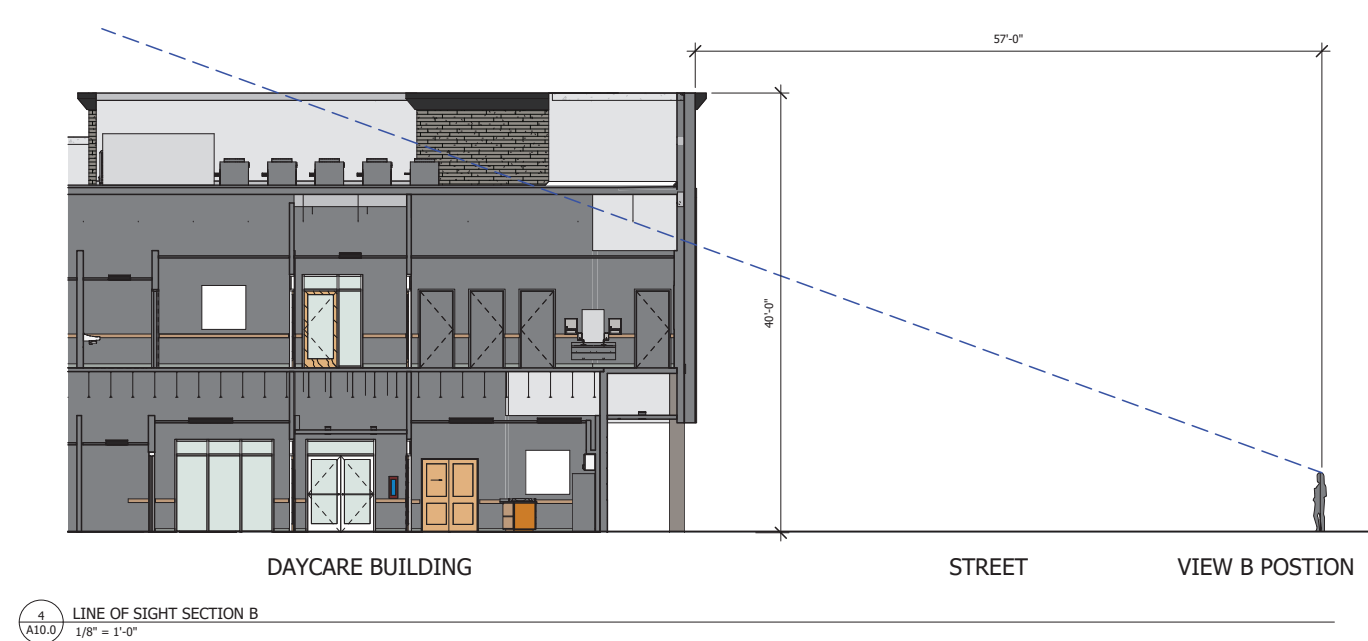 57'-0"
40'-0"
DAYCARE BUILDING
STREET
VIEW B POSTION
4
A10.0
LINE OF SIGHT SECTION B
1/8" = 1'-0"